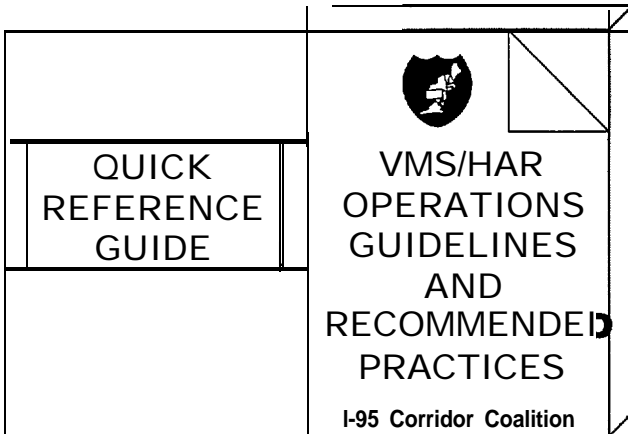 QUICK
REFERENCE
GUIDE
VMS/HAR
OPERATIONS
GUIDELINES
AND
RECOMMENDED
PRACTICES
I-95 Corridor Coalition